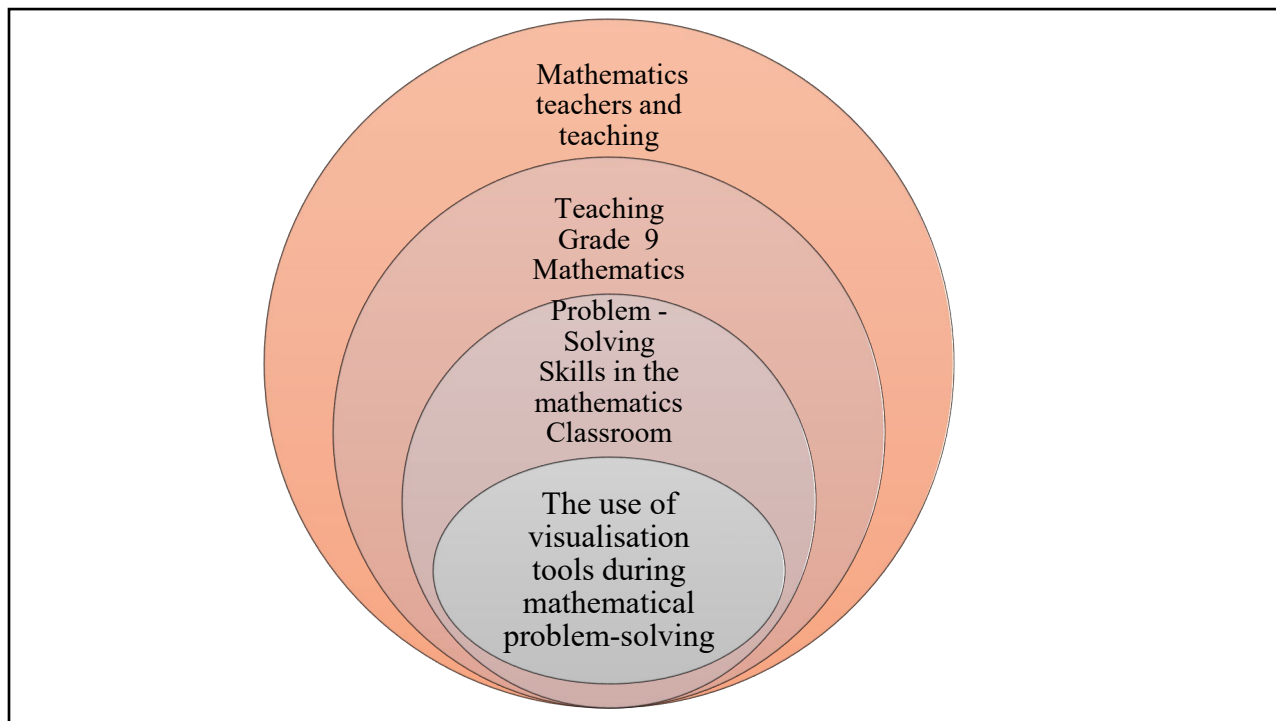 Mathematics
teachers and
teaching
Teaching
Grade 9
Mathematics
Problem -
Solving
Skills in the
mathematics
Classroom
The use of
visualisation
tools during
mathematical
problem-solving